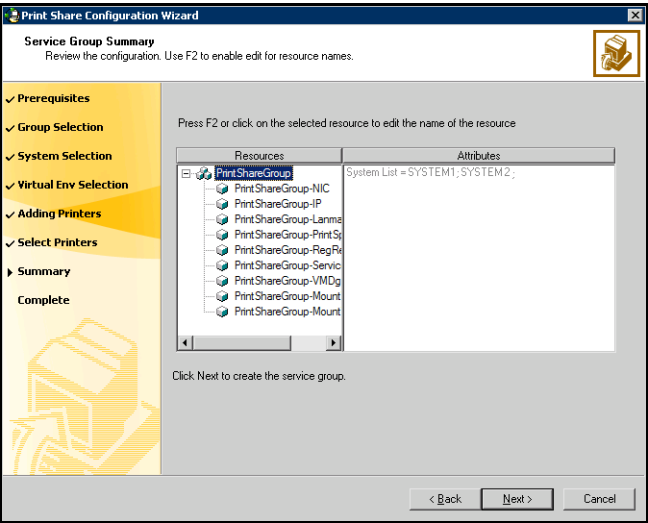 Print Share Configuration Wizard
Service Group Summary
Review the configuration. Use F2 to enable edit for resource names.
Prerequisites
Group Selection
System Selection
Virtual Env Selection
Adding Printers
Select Printers
Summary
Complete
Press F2 or click on the selected resource to edit the name of the resource
Resources
Attributes
PrintShareGroup
System List = SYSTEM1; SYSTEM2 ;
PrintShareGroup-NIC
PrintShareGroup-IP
PrintShareGroup-Lanma
PrintShareGroup-PrintSp
PrintShareGroup-RegRe
PrintShareGroup-Servic
PrintShareGroup-VMDg
PrintShareGroup-Mount
PrintShareGroup-Mount
Click Next to create the service group.
< Back
Next >
Cancel